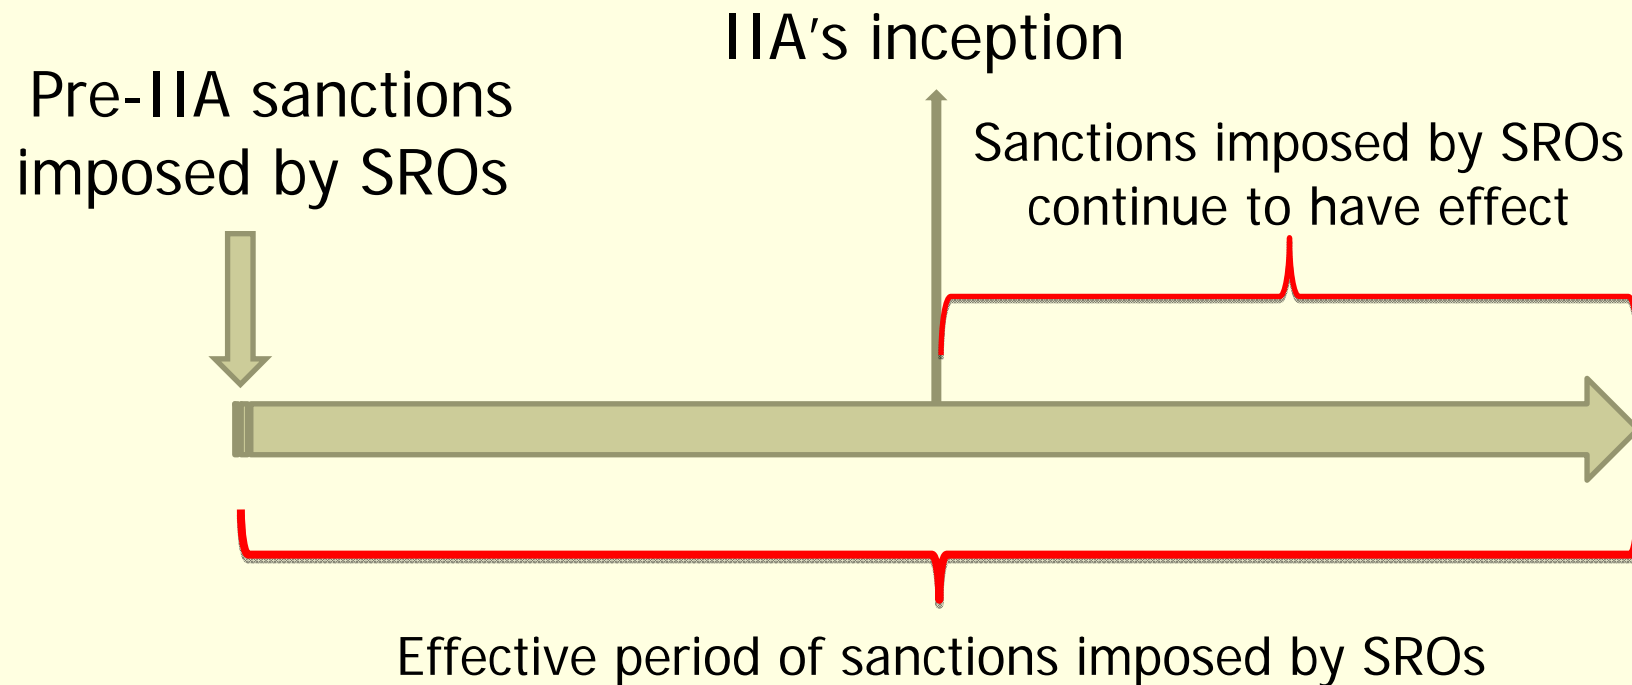 IIA's inception
Pre-IIA sanctions
imposed by SROs
Sanctions imposed by SROs
continue to have effect
Effective period of sanctions imposed by SROs